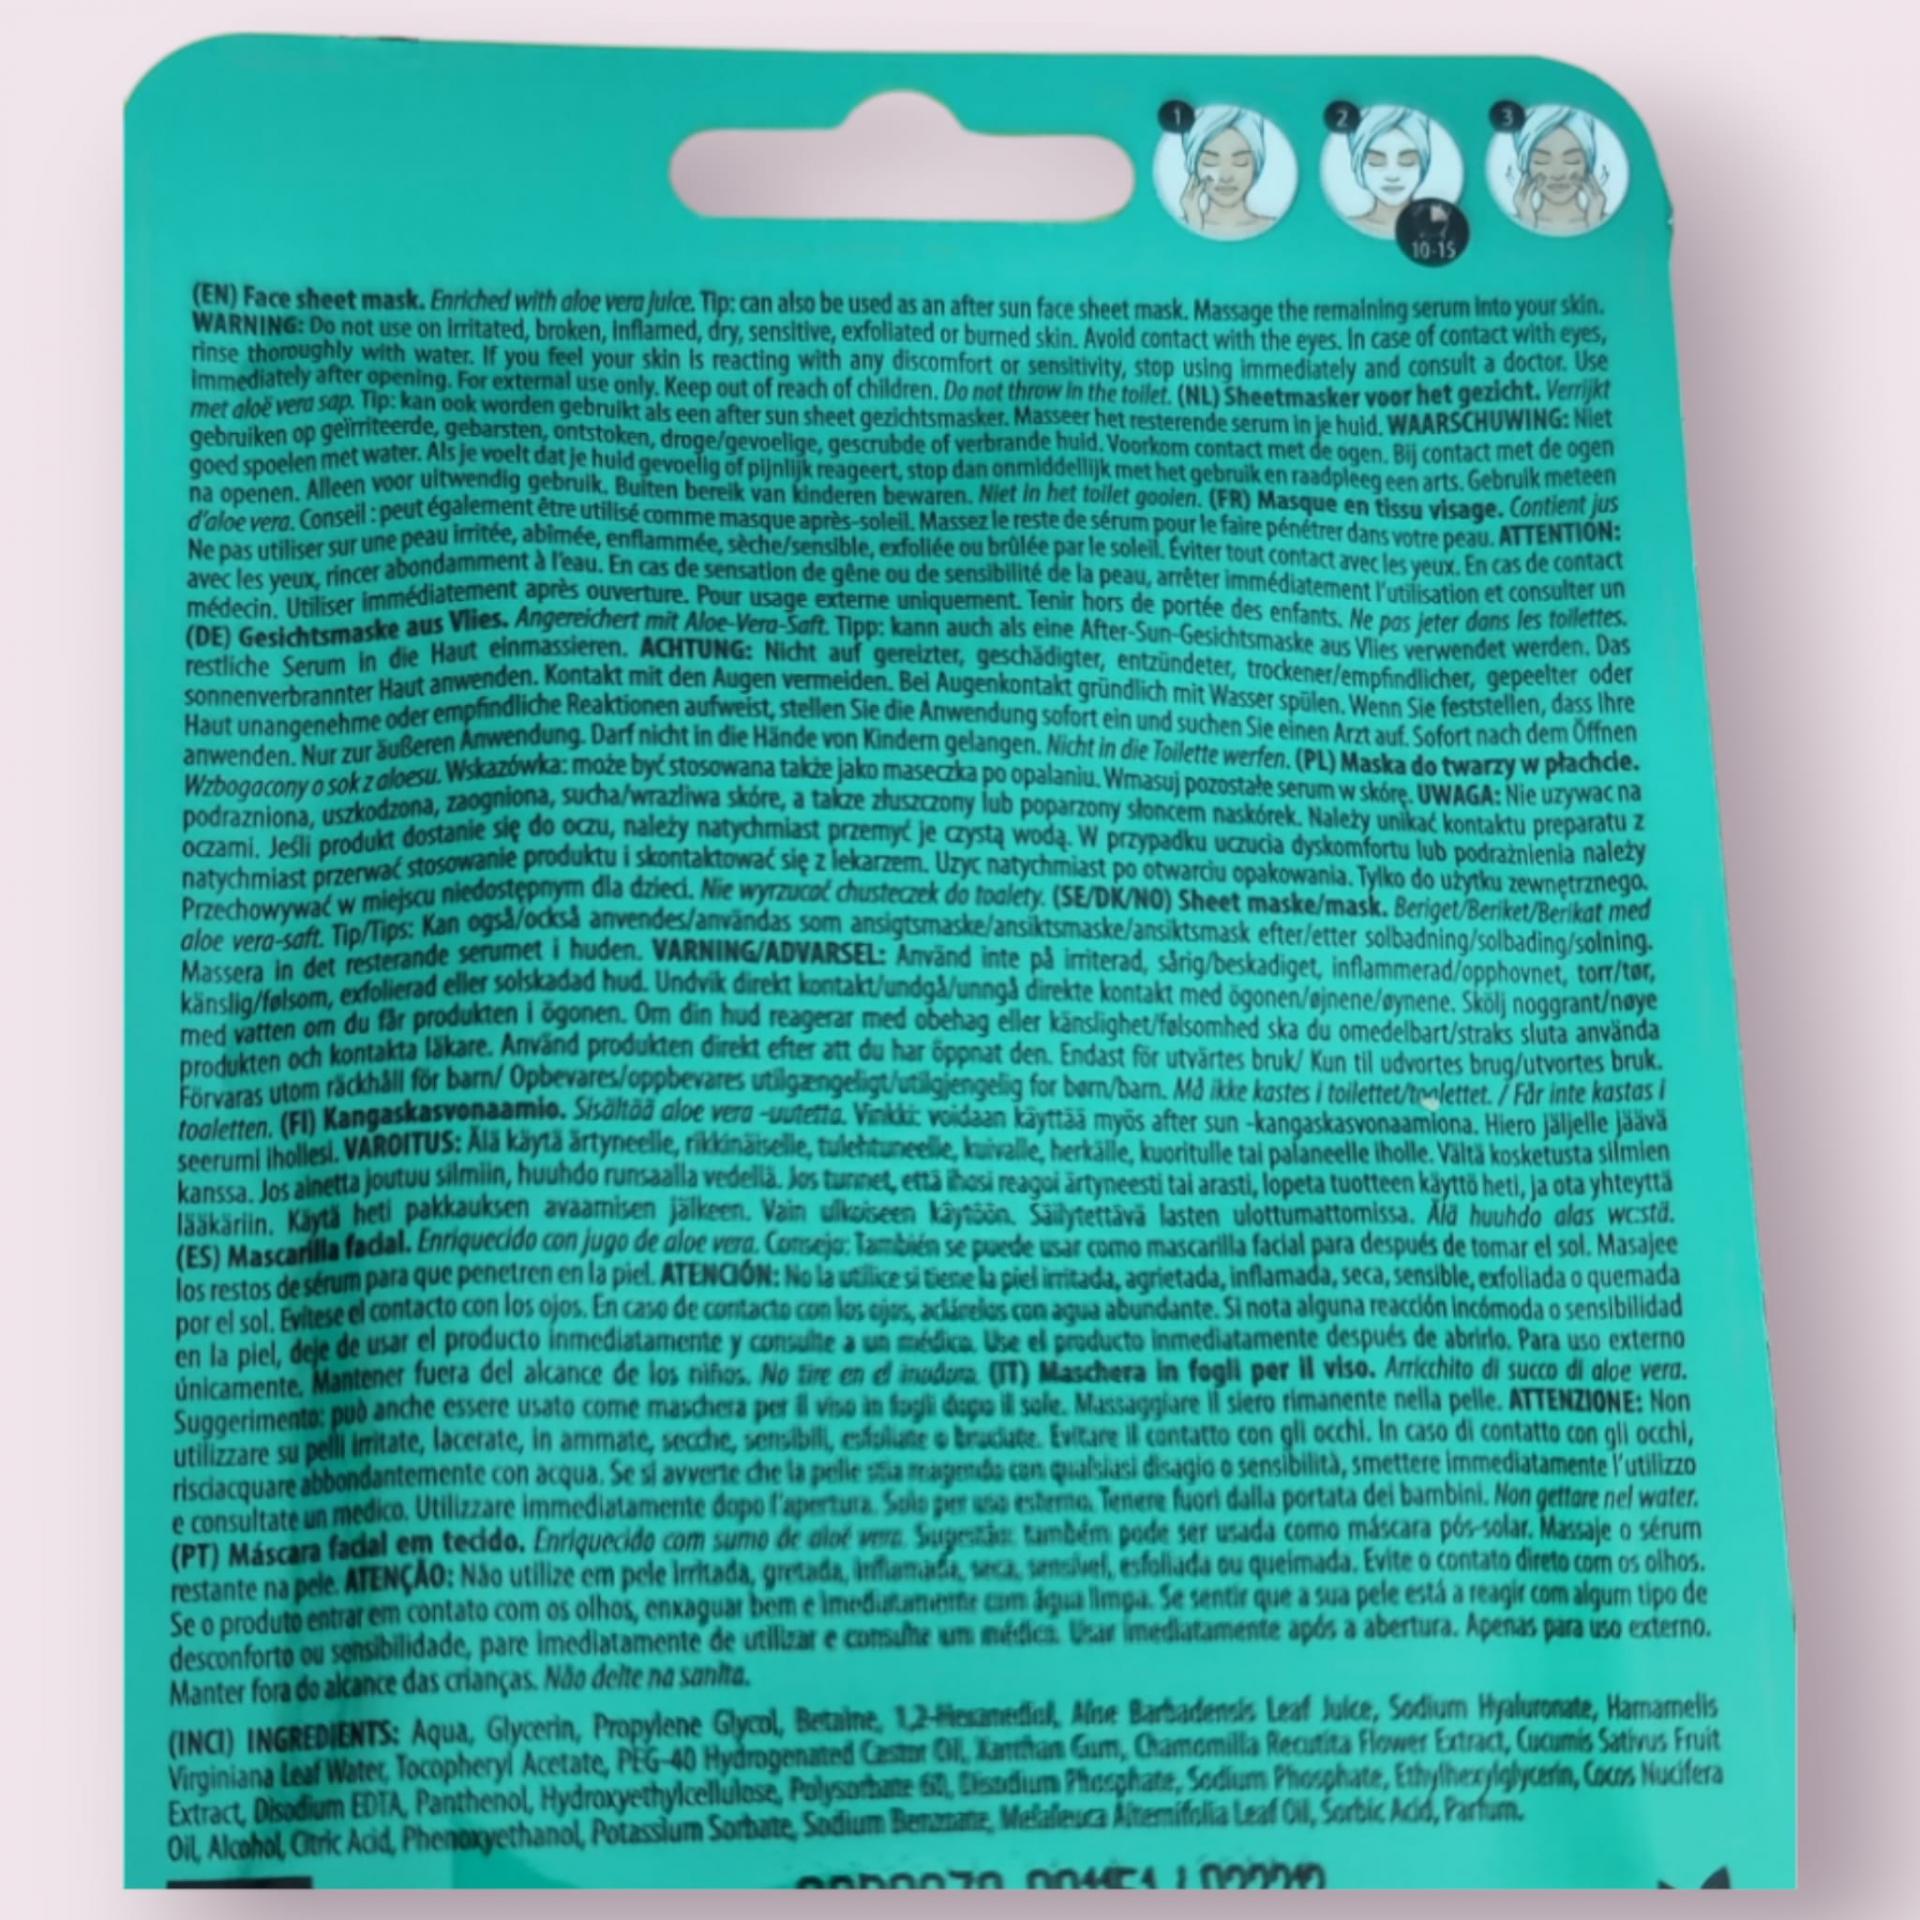 1
2
3
10-15
(EN) Face sheet mask. Enriched with aloe vera juice. Tip: can also be used as an after sun face sheet mask. Massage the remaining serum into your skin.
WARNING: Do not use on irritated, broken, inflamed, dry, sensitive, exfoliated or burned skin. Avoid contact with the eyes. In case of contact with eyes,
rinse thoroughly with water. If you feel your skin is reacting with any discomfort or sensitivity, stop using immediately and consult a doctor. Use
immediately after opening. For external use only. Keep out of reach of children. Do not throw in the toilet. (NL) Sheetmasker voor het gezicht. Verrijkt
met aloë vera sap. Tip: kan ook worden gebruikt als een after sun sheet gezichtsmasker. Masseer het resterende serum in je huid. WAARSCHUWING: Niet
gebruiken op geïrriteerde, gebarsten, ontstoken, droge/gevoelige, gescrubde of verbrande huid. Voorkom contact met de ogen. Bij contact met de ogen
goed spoelen met water. Als je voelt dat je huid gevoelig of pijnlijk reageert, stop dan onmiddellijk met het gebruik en raadpleeg een arts. Gebruik meteen
na openen. Alleen voor uitwendig gebruik. Buiten bereik van kinderen bewaren. Niet in het toilet gooien. (FR) Masque en tissu visage. Contient jus
d'aloe vera. Conseil : peut également être utilisé comme masque après-soleil. Massez le reste de sérum pour le faire pénétrer dans votre peau. ATTENTION:
Ne pas utiliser sur une peau irritée, abîmée, enflammée, sèche/sensible, exfoliée ou brûlée par le soleil. Éviter tout contact avec les yeux. En cas de contact
avec les yeux, rincer abondamment à l'eau. En cas de sensation de gêne ou de sensibilité de la peau, arrêter immédiatement l'utilisation et consulter un
médecin. Utiliser immédiatement après ouverture. Pour usage externe uniquement. Tenir hors de portée des enfants. Ne pas jeter dans les toilettes.
(DE) Gesichtsmaske aus Vlies. Angereichert mit Aloe-Vera-Saft. Tipp: kann auch als eine After-Sun-Gesichtsmaske aus Vlies verwendet werden. Das
restliche Serum in die Haut einmassieren. ACHTUNG: Nicht auf gereizter, geschädigter, entzündeter, trockener/empfindlicher, gepeelter oder
sonnenverbrannter Haut anwenden. Kontakt mit den Augen vermeiden. Bei Augenkontakt gründlich mit Wasser spülen. Wenn Sie feststellen, dass Ihre
Haut unangenehme oder empfindliche Reaktionen aufweist, stellen Sie die Anwendung sofort ein und suchen Sie einen Arzt auf. Sofort nach dem Öffnen
anwenden. Nur zur äußeren Anwendung. Darf nicht in die Hände von Kindern gelangen. Nicht in die Toilette werfen. (PL) Maska do twarzy w płachcie.
Wzbogacony o sok z aloesu. Wskazówka: może być stosowana także jako maseczka po opalaniu. Wmasuj pozostałe serum w skórę. UWAGA: Nie uzywac na
podrazniona, uszkodzona, zaogniona, sucha/wrazliwa skóre, a takze złuszczony lub poparzony słoncem naskórek. Należy unikać kontaktu preparatu z
oczami. Jeśli produkt dostanie się do oczu, należy natychmiast przemyć je czystą wodą. W przypadku uczucia dyskomfortu lub podrażnienia należy
natychmiast przerwać stosowanie produktu i skontaktować się z lekarzem. Uzyc natychmiast po otwarciu opakowania. Tylko do użytku zewnętrznego.
Przechowywać w miejscu niedostępnym dla dzieci. Nie wyrzucać chusteczek do toalety. (SE/DK/NO) Sheet maske/mask. Beriget/Beriket/Berikat med
aloe vera-saft. Tip/Tips: Kan også/också anvendes/användas som ansigtsmaske/ansiktsmaske/ansiktsmask efter/etter solbadning/solbading/solning.
Massera in det resterande serumet i huden. VARNING/ADVARSEL: Använd inte på irriterad, sårig/beskadiget, inflammerad/opphovnet, torr/tør,
känslig/følsom, exfolierad eller solskadad hud. Undvik direkt kontakt/undgå/unngå direkte kontakt med ögonen/øjnene/øynene. Skölj noggrant/nøye
med vatten om du får produkten i ögonen. Om din hud reagerar med obehag eller känslighet/følsomhed ska du omedelbart/straks sluta använda
produkten och kontakta läkare. Använd produkten direkt efter att du har öppnat den. Endast för utvärtes bruk/ Kun til udvortes brug/utvortes bruk.
Förvaras utom räckhåll för barn/ Opbevares/oppbevares utilgængeligt/utilgjengelig for børn/barn. Må ikke kastes i toilettet/toalettet. / Får inte kastas i
toaletten. (FI) Kangaskasvonaamio. Sisältää aloe vera -uutetta. Vinkki: voidaan käyttää myös after sun -kangaskasvonaamiona. Hiero jäljelle jäävä
seerumi ihollesi. VAROITUS: Älä käytä ärtyneelle, rikkinäiselle, tulehtuneelle, kuivalle, herkälle, kuoritulle tai palaneelle iholle. Vältä kosketusta silmien
kanssa. Jos ainetta joutuu silmiin, huuhdo runsaalla vedellä. Jos tunnet, että ihosi reagoi ärtyneesti tai arasti, lopeta tuotteen käyttö heti, ja ota yhteyttä
lääkäriin. Käytä heti pakkauksen avaamisen jälkeen. Vain ulkoiseen käytöön. Säilytettävä lasten ulottumattomissa. Älä huuhdo alas wc:stä.
(ES) Mascarilla facial. Enriquecido con jugo de aloe vera. Consejo: También se puede usar como mascarilla facial para después de tomar el sol. Masajee
los restos de sérum para que penetren en la piel. ATENCIÓN: No la utilice si tiene la piel irritada, agrietada, inflamada, seca, sensible, exfoliada o quemada
por el sol. Evítese el contacto con los ojos. En caso de contacto con los ojos, aclárelos con agua abundante. Si nota alguna reacción incómoda o sensibilidad
en la piel, deje de usar el producto inmediatamente y consulte a un médico. Use el producto inmediatamente después de abrirlo. Para uso externo
únicamente. Mantener fuera del alcance de los niños. No tire en el inodoro. (IT) Maschera in fogli per il viso. Arricchito di succo di aloe vera.
Suggerimento: può anche essere usato come maschera per il viso in fogli dopo il sole. Massaggiare il siero rimanente nella pelle. ATTENZIONE: Non
utilizzare su pelli irritate, lacerate, in ammate, secche, sensibili, esfoliate o bruciate. Evitare il contatto con gli occhi. In caso di contatto con gli occhi,
risciacquare abbondantemente con acqua. Se si avverte che la pelle stia reagendo con qualsiasi disagio o sensibilità, smettere immediatamente l'utilizzo
e consultate un medico. Utilizzare immediatamente dopo l'apertura. Solo per uso esterno. Tenere fuori dalla portata dei bambini. Non gettare nel water.
(PT) Máscara facial em tecido. Enriquecido com sumo de aloé vera. Sugestão: também pode ser usada como máscara pós-solar. Massaje o sérum
restante na pele. ATENÇÃO: Não utilize em pele irritada, gretada, inflamada, seca, sensível, esfoliada ou queimada. Evite o contato direto com os olhos.
Se o produto entrar em contato com os olhos, enxaguar bem e imediatamente com água limpa. Se sentir que a sua pele está a reagir com algum tipo de
desconforto ou sensibilidade, pare imediatamente de utilizar e consulte um médico. Usar imediatamente após a abertura. Apenas para uso externo.
Manter fora do alcance das crianças. Não deite na sanita.
(INCI) INGREDIENTS: Aqua, Glycerin, Propylene Glycol, Betaine, 1,2-Hexanediol, Aloe Barbadensis Leaf Juice, Sodium Hyaluronate, Hamamelis
Virginiana Leaf Water, Tocopheryl Acetate, PEG-40 Hydrogenated Castor Oil, Xanthan Gum, Chamomilla Recutita Flower Extract, Cucumis Sativus Fruit
Extract, Disodium EDTA, Panthenol, Hydroxyethylcellulose, Polysorbate 60, Disodium Phosphate, Sodium Phosphate, Ethylhexylglycerin, Cocos Nucifera
Oil, Alcohol, Citric Acid, Phenoxyethanol, Potassium Sorbate, Sodium Benzoate, Melaleuca Alternifolia Leaf Oil, Sorbic Acid, Parfum.